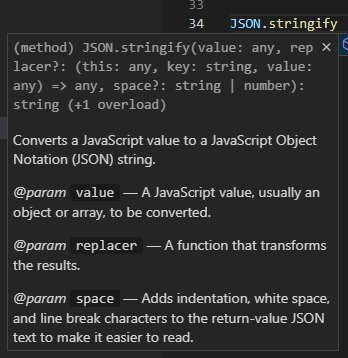 33
34 JSON.stringify
(method) JSON.stringify(value: any, rep
lacer?: (this: any, key: string, value:
any) => any, space?: string | number):
string (+1 overload)
Converts a JavaScript value to a JavaScript Object
Notation (JSON) string.
@param value — A JavaScript value, usually an
object or array, to be converted.
@param replacer — A function that transforms
the results.
@param space — Adds indentation, white space,
and line break characters to the return-value JSON
text to make it easier to read.